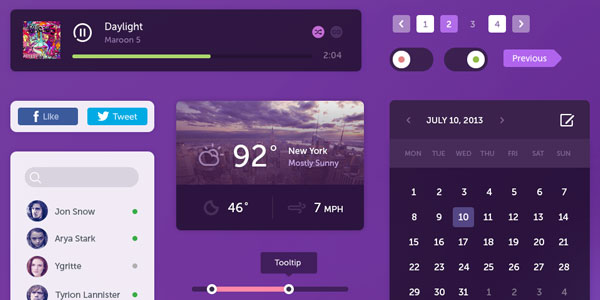 Daylight
Maroon 5
2:04
1 2 3 4
Previous
f Like
Tweet
Jon Snow
Arya Stark
Ygritte
Tyrion Lannister
92°
New York
Mostly Sunny
46°
7 MPH
Tooltip
JULY 10, 2013
MON TUE WED THU FRI SAT SUN
1 2 3 4 5 6 7
8 9 10 11 12 13 14
15 16 17 18 19 20 21
22 23 24 25 26 27 28
29 30 31 1 2 3 4